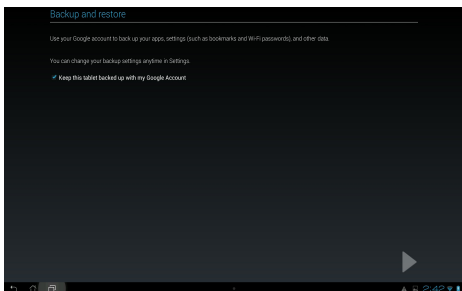 Backup and restore
Use your Google account to back up your apps, settings (such as bookmarks and Wi-Fi passwords), and other data.
You can change your backup settings anytime in Settings.
Keep this tablet backed up with my Google Account
2:42